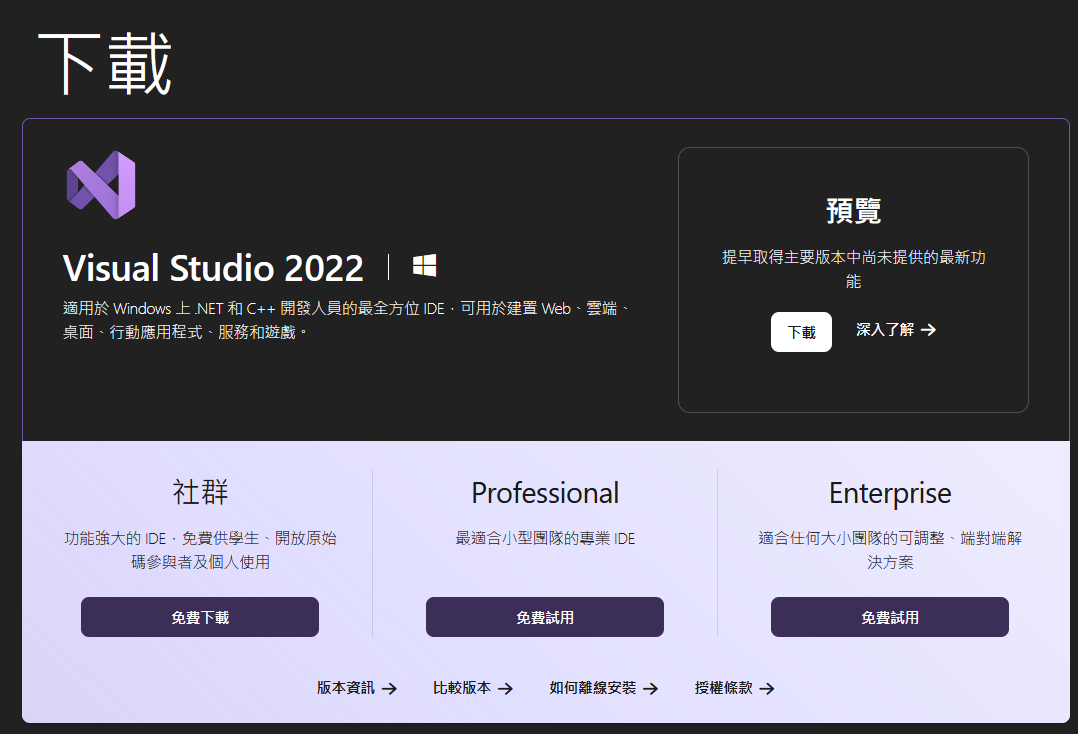 下載
Visual Studio 2022
適用於 Windows 上 .NET 和 C++ 開發人員的最全方位 IDE，可用於建置 Web、雲端、
桌面、行動應用程式、服務和遊戲。
預覽
提早取得主要版本中尚未提供的最新功
能
下載 深入了解 →
社群
功能強大的 IDE，免費供學生、開放原始
碼參與者及個人使用
免費下載
Professional
最適合小型團隊的專業 IDE
免費試用
Enterprise
適合任何大小團隊的可調整、端對端解
決方案
免費試用
版本資訊 → 比較版本 → 如何離線安裝 → 授權條款 →